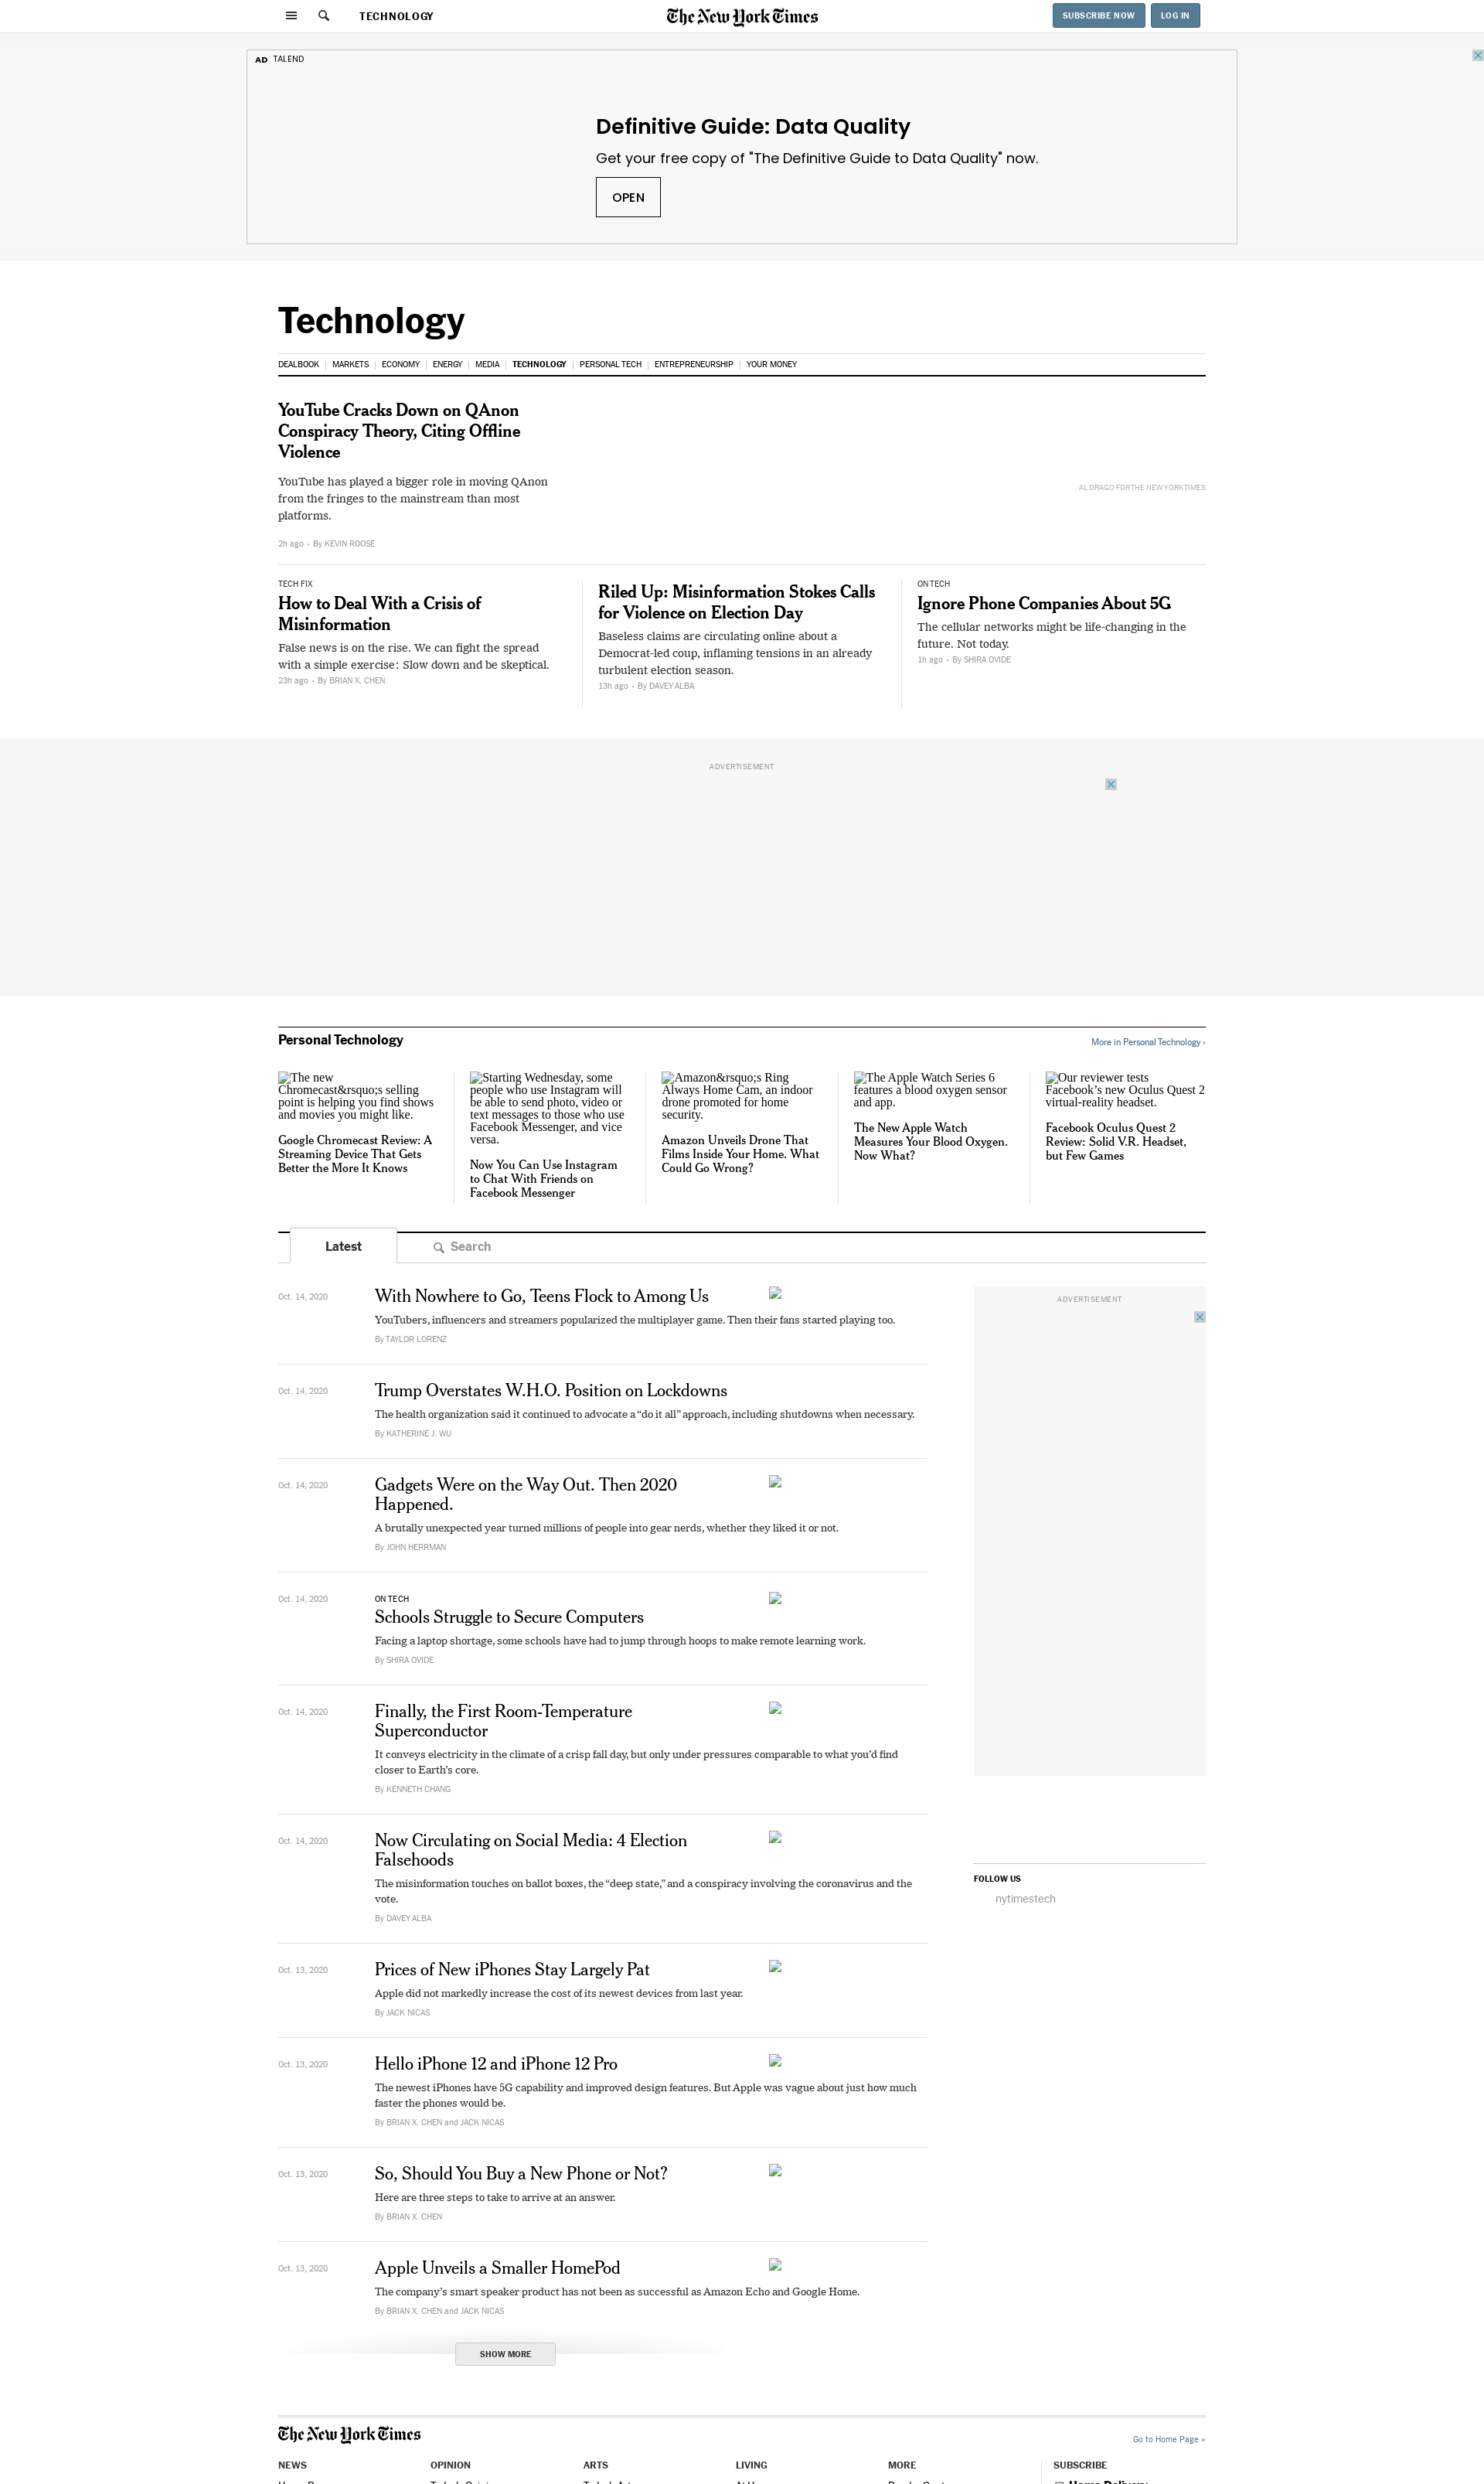 TECHNOLOGY
The New York Times
SUBSCRIBE NOW
LOG IN
AD TALEND
Definitive Guide: Data Quality
Get your free copy of "The Definitive Guide to Data Quality" now.
OPEN
Technology
DEALBOOK | MARKETS | ECONOMY | ENERGY | MEDIA | TECHNOLOGY | PERSONAL TECH | ENTREPRENEURSHIP | YOUR MONEY
YouTube Cracks Down on QAnon
Conspiracy Theory, Citing Offline
Violence
YouTube has played a bigger role in moving QAnon
from the fringes to the mainstream than most
platforms.
2h ago • By KEVIN ROOSE
AL DRAGO FOR THE NEW YORK TIMES
TECH FIX
How to Deal With a Crisis of
Misinformation
False news is on the rise. We can fight the spread
with a simple exercise: Slow down and be skeptical.
23h ago • By BRIAN X. CHEN
Riled Up: Misinformation Stokes Calls
for Violence on Election Day
Baseless claims are circulating online about a
Democrat-led coup, inflaming tensions in an already
turbulent election season.
13h ago • By DAVEY ALBA
ON TECH
Ignore Phone Companies About 5G
The cellular networks might be life-changing in the
future. Not today.
1h ago • By SHIRA OVIDE
ADVERTISEMENT
Personal Technology
More in Personal Technology ›
The new
Chromecast&rsquo;s selling
point is helping you find shows
and movies you might like.
Google Chromecast Review: A
Streaming Device That Gets
Better the More It Knows
Starting Wednesday, some
people who use Instagram will
be able to send photo, video or
text messages to those who use
Facebook Messenger, and vice
versa.
Now You Can Use Instagram
to Chat With Friends on
Facebook Messenger
Amazon&rsquo;s Ring
Always Home Cam, an indoor
drone promoted for home
security.
Amazon Unveils Drone That
Films Inside Your Home. What
Could Go Wrong?
The Apple Watch Series 6
features a blood oxygen sensor
and app.
The New Apple Watch
Measures Your Blood Oxygen.
Now What?
Our reviewer tests
Facebook's new Oculus Quest 2
virtual-reality headset.
Facebook Oculus Quest 2
Review: Solid V.R. Headset,
but Few Games
Latest
Search
Oct. 14, 2020
With Nowhere to Go, Teens Flock to Among Us
YouTubers, influencers and streamers popularized the multiplayer game. Then their fans started playing too.
By TAYLOR LORENZ
ADVERTISEMENT
Oct. 14, 2020
Trump Overstates W.H.O. Position on Lockdowns
The health organization said it continued to advocate a “do it all” approach, including shutdowns when necessary.
By KATHERINE J. WU
Oct. 14, 2020
Gadgets Were on the Way Out. Then 2020
Happened.
A brutally unexpected year turned millions of people into gear nerds, whether they liked it or not.
By JOHN HERRMAN
Oct. 14, 2020
ON TECH
Schools Struggle to Secure Computers
Facing a laptop shortage, some schools have had to jump through hoops to make remote learning work.
By SHIRA OVIDE
Oct. 14, 2020
Finally, the First Room-Temperature
Superconductor
It conveys electricity in the climate of a crisp fall day, but only under pressures comparable to what you’d find
closer to Earth’s core.
By KENNETH CHANG
Oct. 14, 2020
Now Circulating on Social Media: 4 Election
Falsehoods
The misinformation touches on ballot boxes, the “deep state,” and a conspiracy involving the coronavirus and the
vote.
By DAVEY ALBA
FOLLOW US
nytimestech
Oct. 13, 2020
Prices of New iPhones Stay Largely Pat
Apple did not markedly increase the cost of its newest devices from last year.
By JACK NICAS
Oct. 13, 2020
Hello iPhone 12 and iPhone 12 Pro
The newest iPhones have 5G capability and improved design features. But Apple was vague about just how much
faster the phones would be.
By BRIAN X. CHEN and JACK NICAS
Oct. 13, 2020
So, Should You Buy a New Phone or Not?
Here are three steps to take to arrive at an answer.
By BRIAN X. CHEN
Oct. 13, 2020
Apple Unveils a Smaller HomePod
The company’s smart speaker product has not been as successful as Amazon Echo and Google Home.
By BRIAN X. CHEN and JACK NICAS
SHOW MORE
The New York Times
Go to Home Page »
NEWS
OPINION
ARTS
LIVING
MORE
SUBSCRIBE